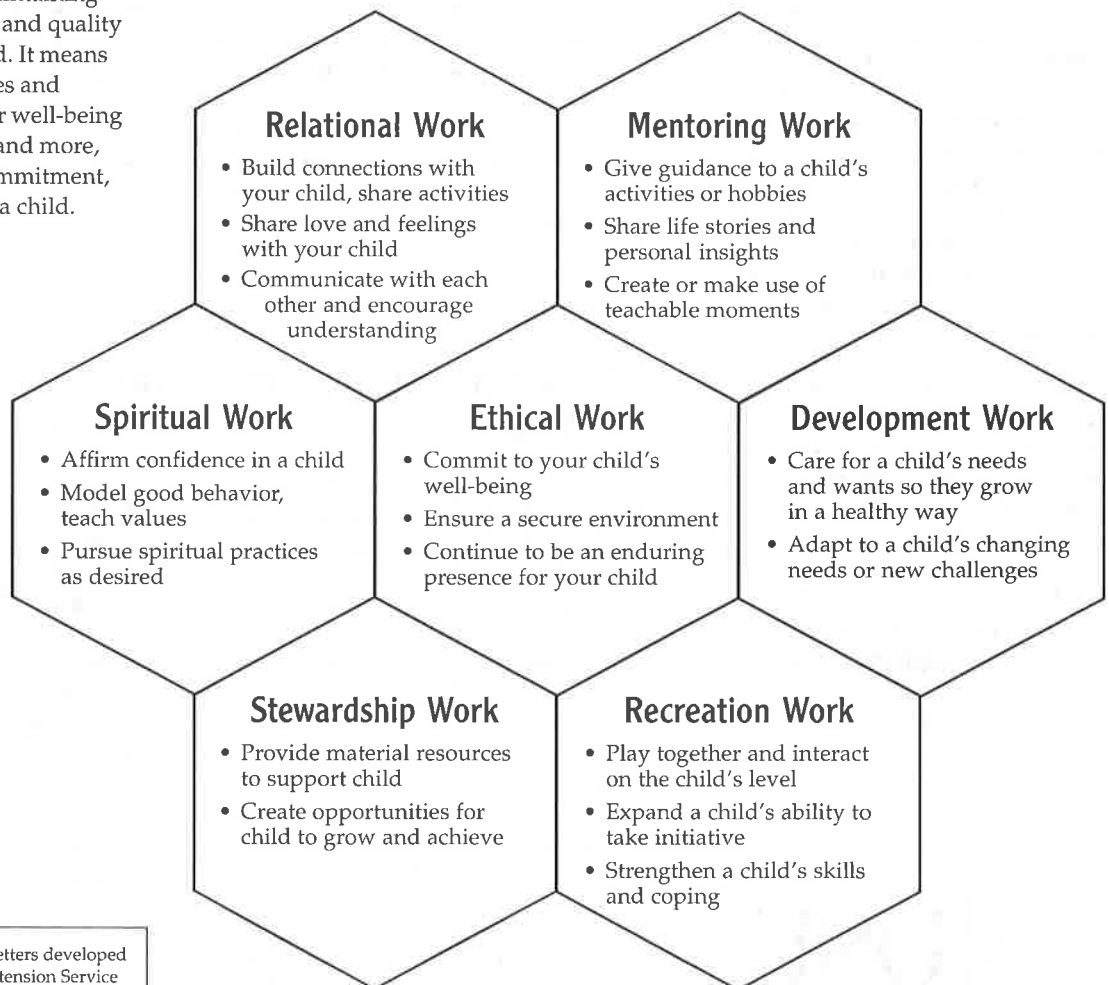 and quality
d. It means
es and
r well-being
and more,
mmitment,
a child.
Relational Work
• Build connections with
your child, share activities
• Share love and feelings
with your child
• Communicate with each
other and encourage
understanding
Mentoring Work
• Give guidance to a child's
activities or hobbies
• Share life stories and
personal insights
• Create or make use of
teachable moments
Spiritual Work
• Affirm confidence in a child
• Model good behavior,
teach values
• Pursue spiritual practices
as desired
Ethical Work
• Commit to your child's
well-being
• Ensure a secure environment
• Continue to be an enduring
presence for your child
Development Work
• Care for a child's needs
and wants so they grow
in a healthy way
• Adapt to a child's changing
needs or new challenges
Stewardship Work
• Provide material resources
to support child
• Create opportunities for
child to grow and achieve
Recreation Work
• Play together and interact
on the child's level
• Expand a child's ability to
take initiative
• Strengthen a child's skills
and coping
etters developed
tension Service